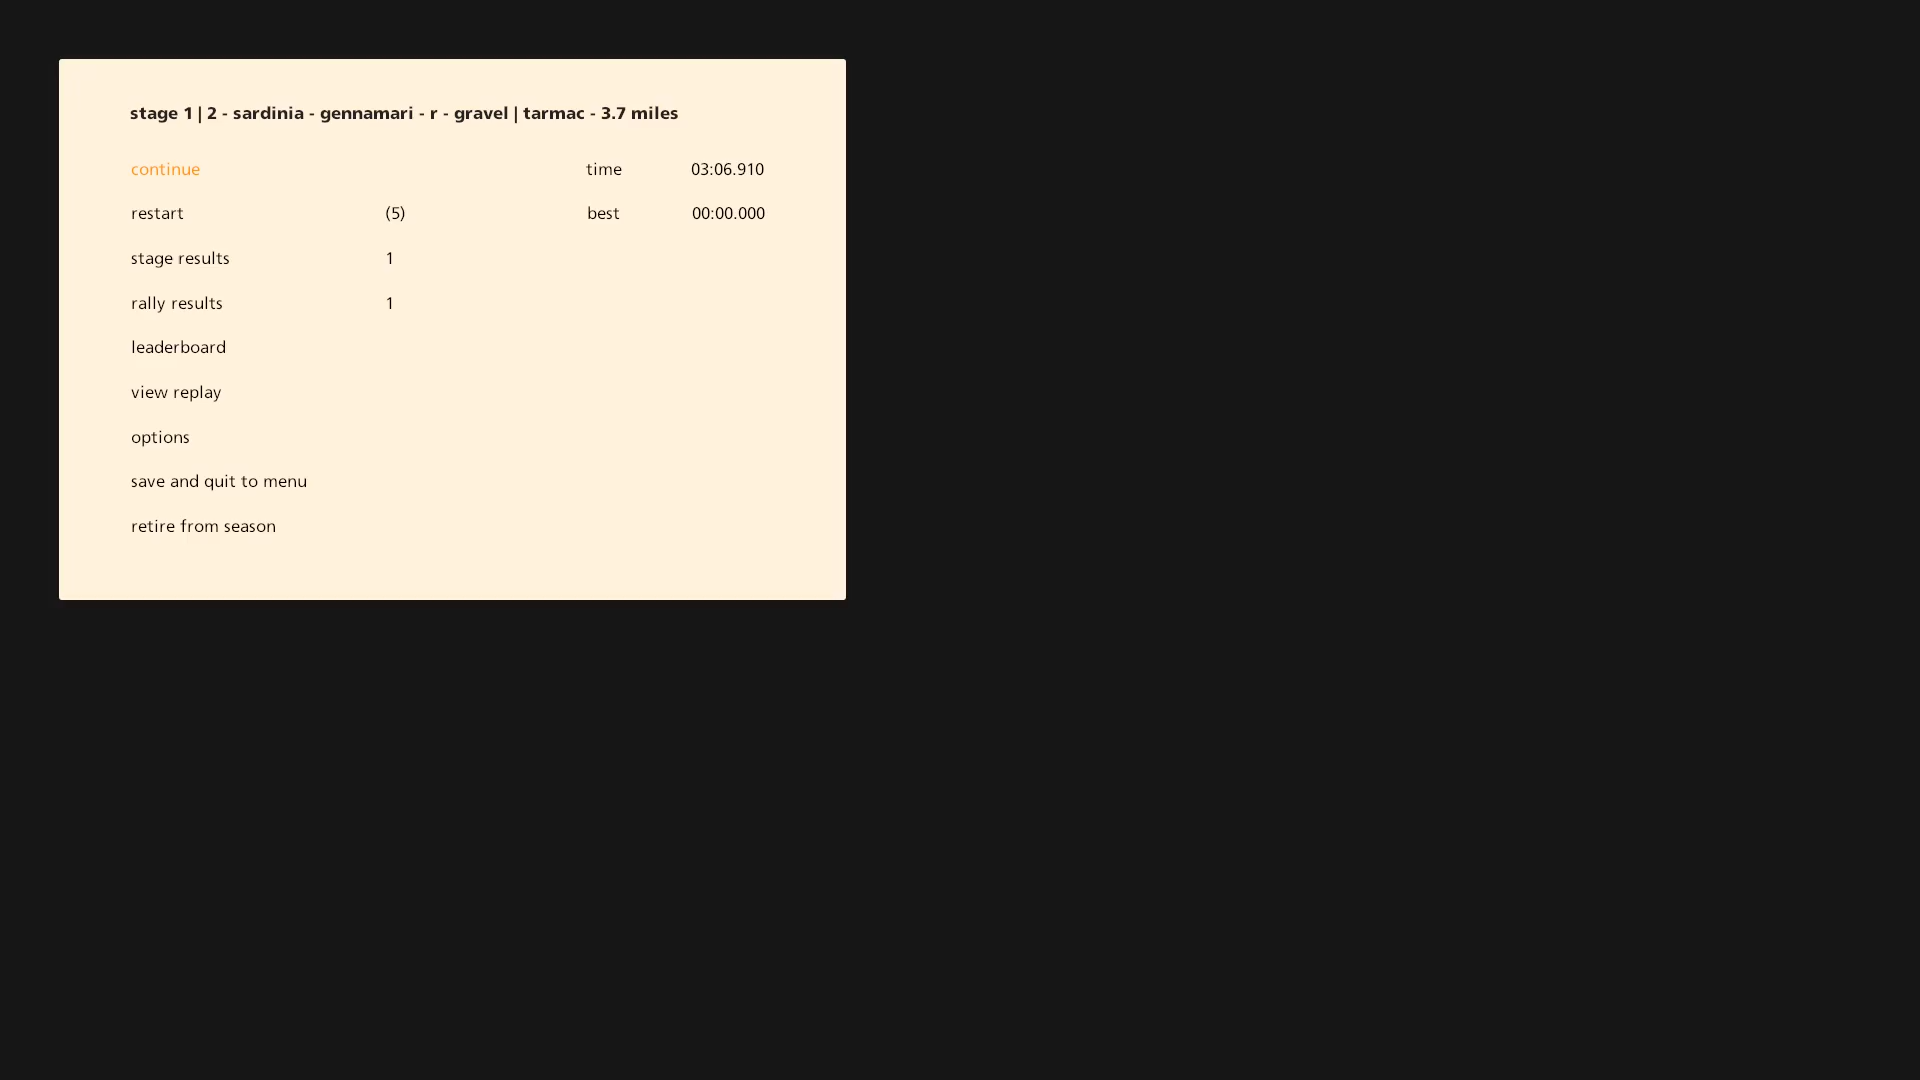 stage 1 | 2 - sardinia - gennamari - r - gravel | tarmac - 3.7 miles
continue time 03:06.910
restart (5) best 00:00.000
stage results 1
rally results 1
leaderboard
view replay
options
save and quit to menu
retire from season